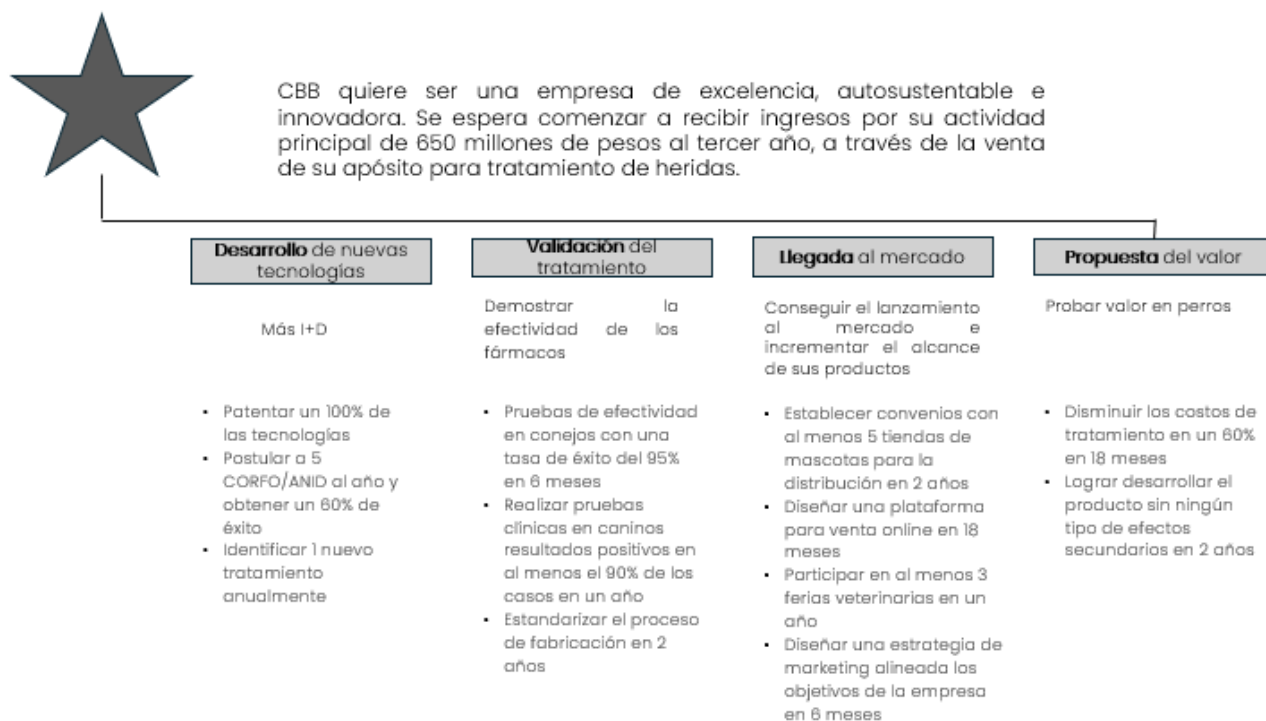 CBB quiere ser una empresa de excelencia, autosustentable e
innovadora. Se espera comenzar a recibir ingresos por su actividad
principal de 650 millones de pesos al tercer año, a través de la venta
de su apósito para tratamiento de heridas.
Desarrollo de nuevas
tecnologías
Más I+D
▪ Patentar un 100% de
las tecnologías
▪ Postular a 5
CORFO/ANID al año y
obtener un 60% de
éxito
▪ Identificar 1 nuevo
tratamiento
anualmente
Validación del
tratamiento
Demostrar la
efectividad de los
fármacos
▪ Pruebas de efectividad
en conejos con una
tasa de éxito del 95%
en 6 meses
▪ Realizar pruebas
clínicas en caninos
resultados positivos en
al menos el 90% de los
casos en un año
▪ Estandarizar el proceso
de fabricación en 2
años
Llegada al mercado
Conseguir el lanzamiento
al mercado e
incrementar el alcance
de sus productos
▪ Establecer convenios con
al menos 5 tiendas de
mascotas para la
distribución en 2 años
▪ Diseñar una plataforma
para venta online en 18
meses
▪ Participar en al menos 3
ferias veterinarias en un
año
▪ Diseñar una estrategia de
marketing alineada los
objetivos de la empresa
en 6 meses
Propuesta del valor
Probar valor en perros
▪ Disminuir los costos de
tratamiento en un 60%
en 18 meses
▪ Lograr desarrollar el
producto sin ningún
tipo de efectos
secundarios en 2 años